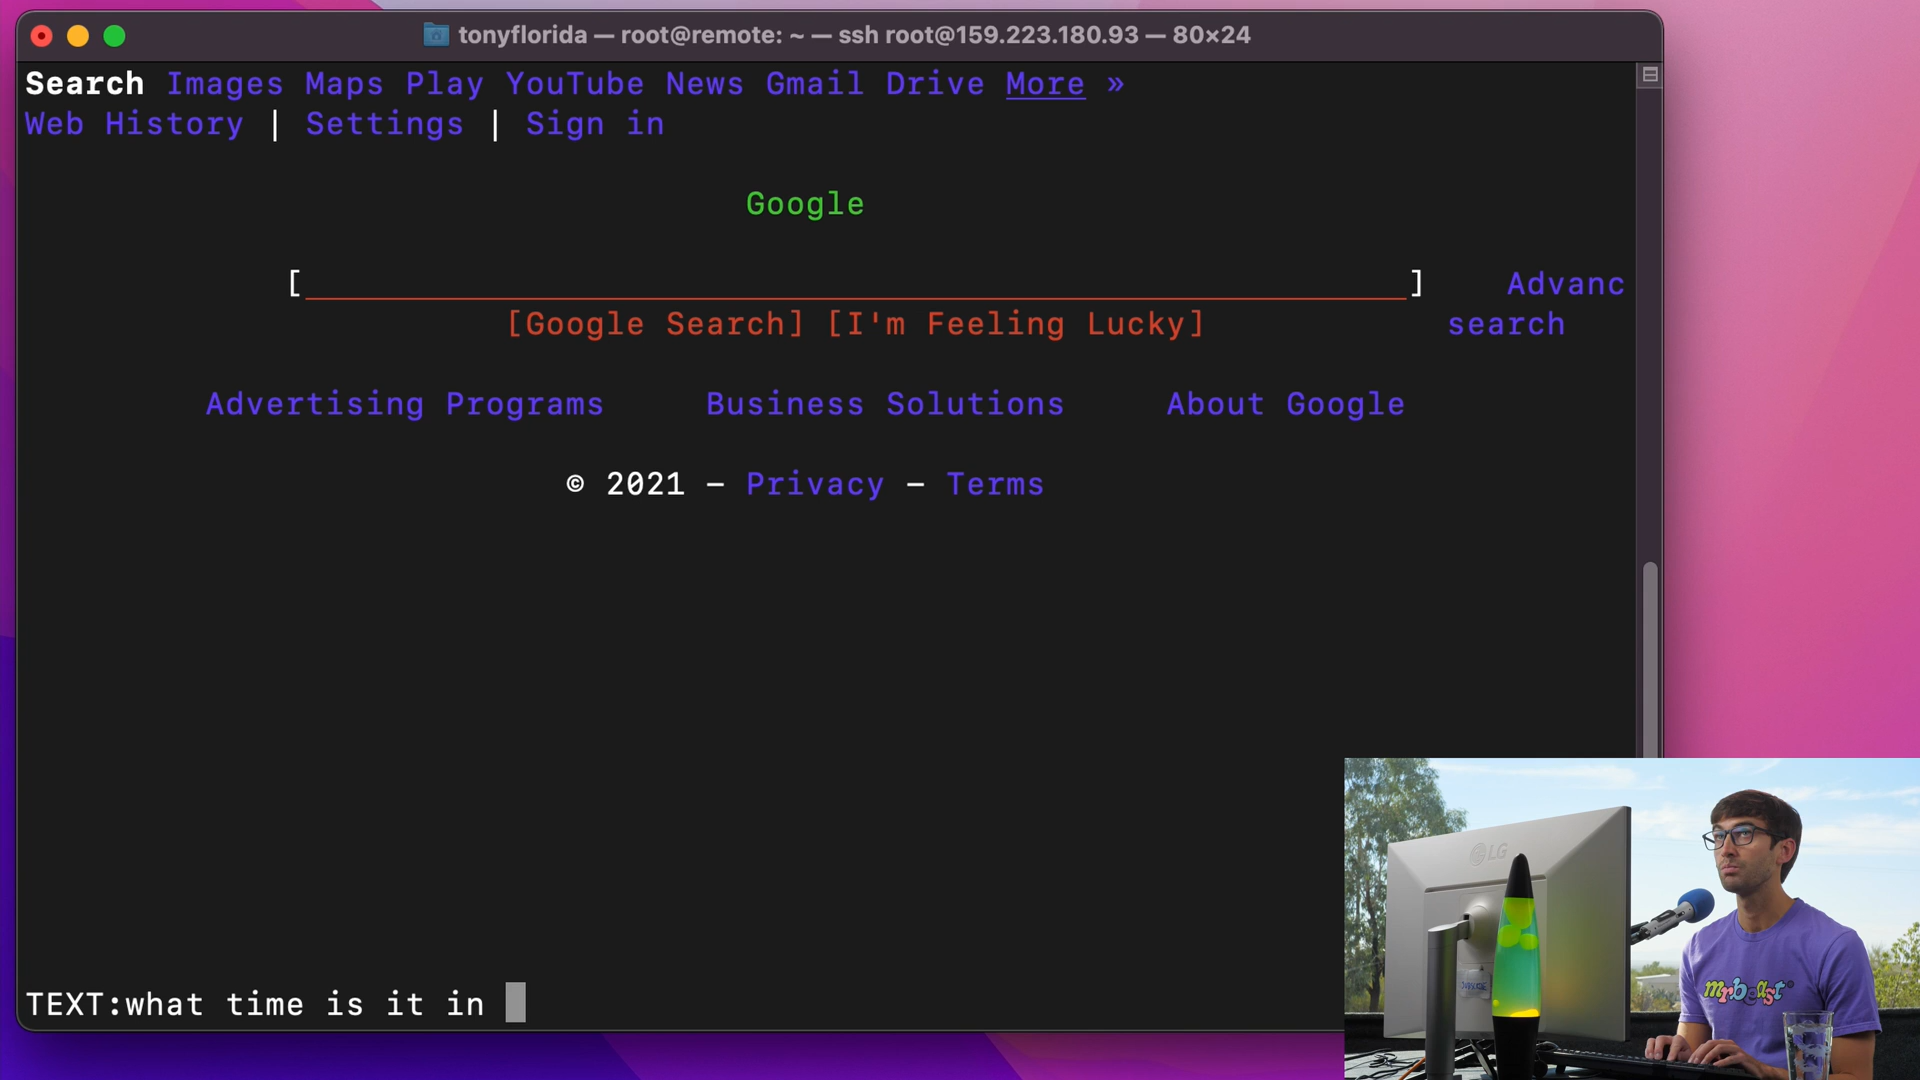 tonyflorida — root@remote: ~ — ssh root@159.223.180.93 — 80×24
Search Images Maps Play YouTube News Gmail Drive More »
Web History | Settings | Sign in
Google
[ ] Advanc
[Google Search] [I'm Feeling Lucky] search
Advertising Programs Business Solutions About Google
© 2021 – Privacy – Terms
TEXT:what time is it in
LG
mrbeast